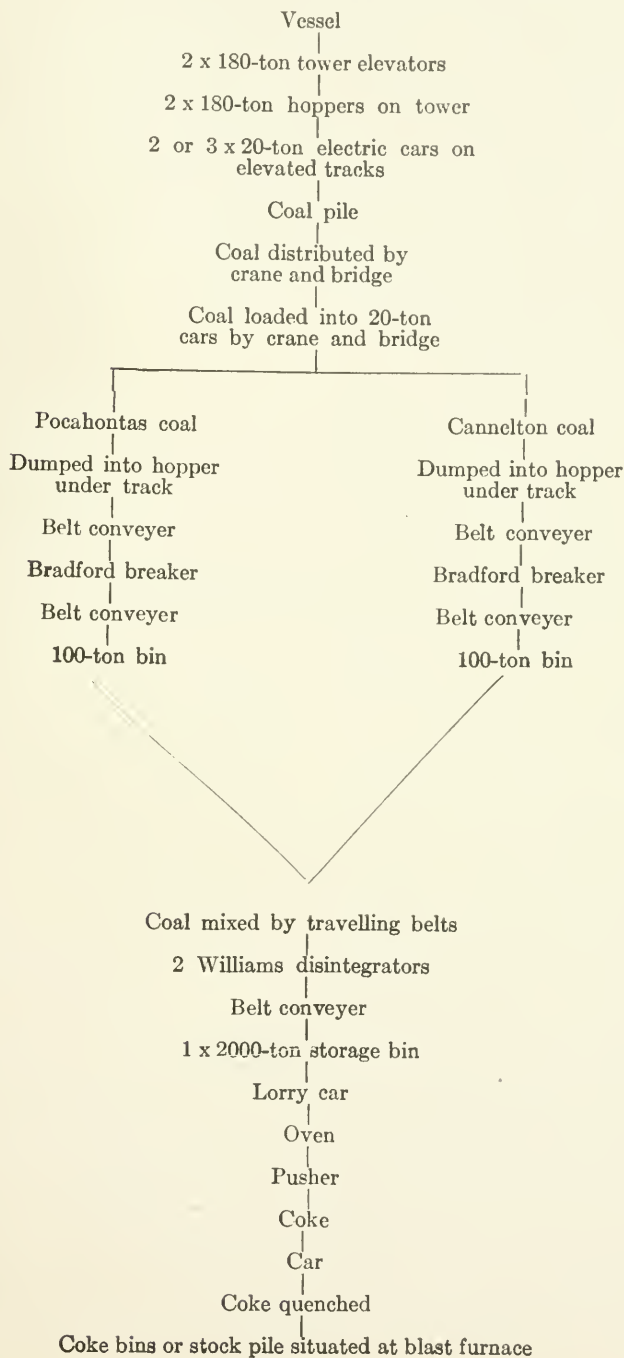 Vessel
2 x 180-ton tower elevators
2 x 180-ton hoppers on tower
2 or 3 x 20-ton electric cars on
elevated tracks
Coal pile
Coal distributed by
crane and bridge
Coal loaded into 20-ton
cars by crane and bridge
Pocahontas coal
Dumped into hopper
under track
Belt conveyer
Bradford breaker
Belt conveyer
100-ton bin
Cannelton coal
Dumped into hopper
under track
Belt conveyer
Bradford breaker
Belt conveyer
100-ton bin
Coal mixed by travelling belts
2 Williams disintegrators
Belt conveyer
1 x 2000-ton storage bin
Lorry car
Oven
Pusher
Coke
Car
Coke quenched
Coke bins or stock pile situated at blast furnace